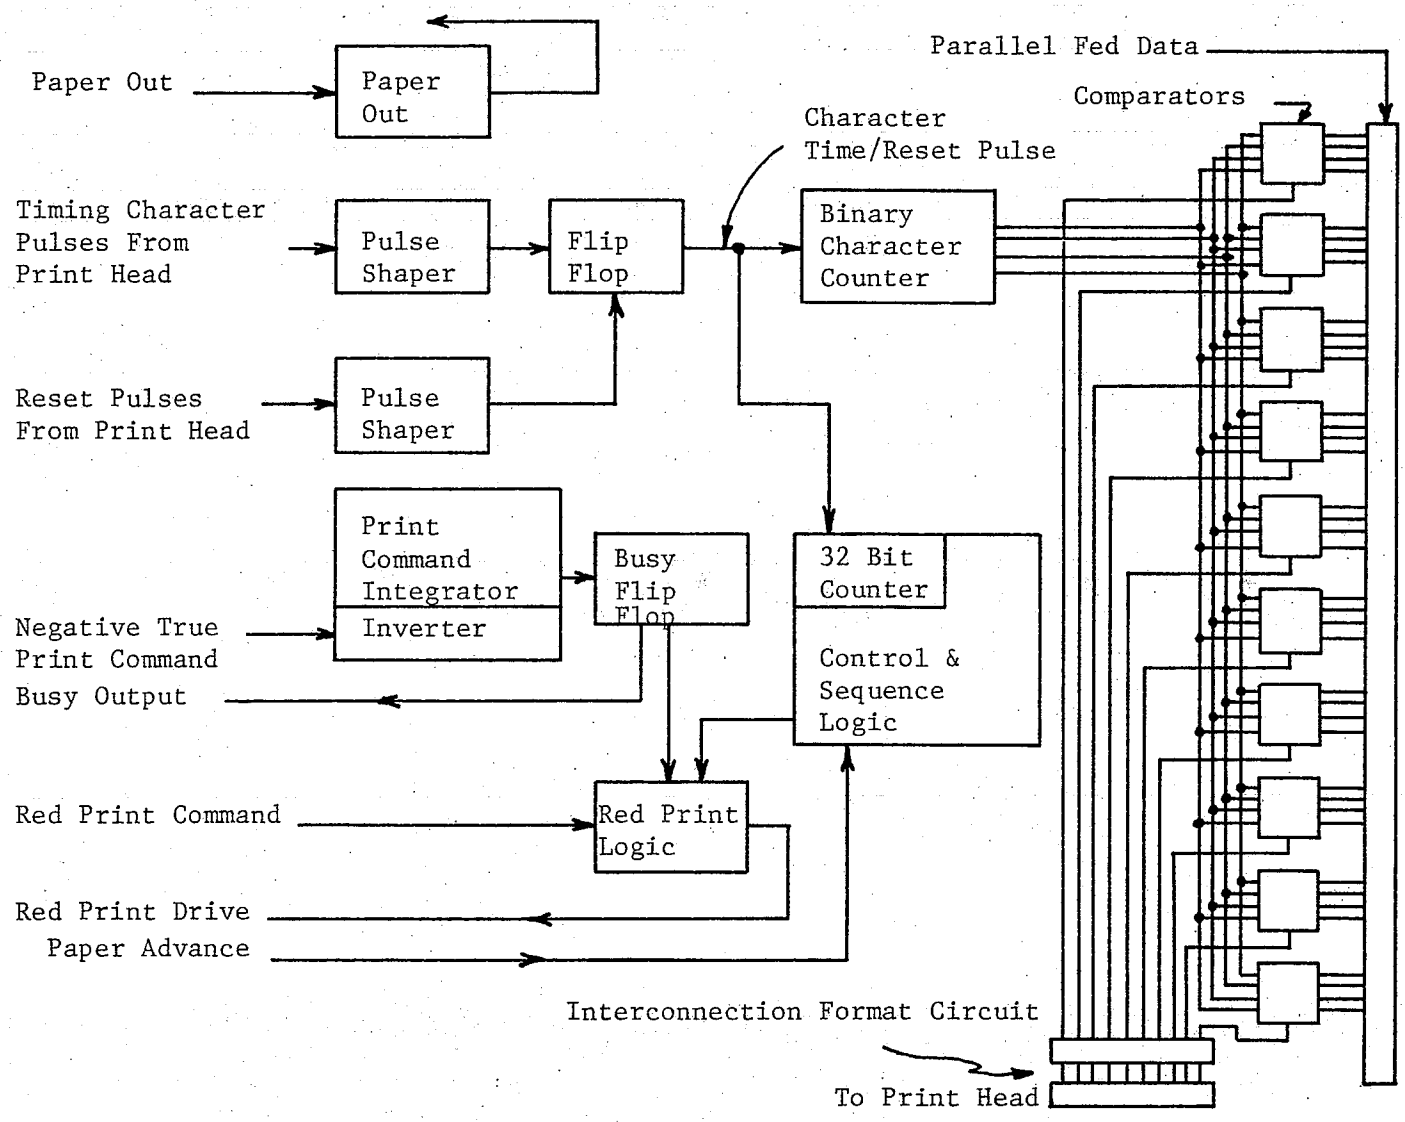 Parallel Fed Data
Comparators
Paper Out
Paper
Out
Character
Time/Reset Pulse
Timing Character
Pulses From
Print Head
Pulse
Shaper
Flip
Flop
Binary
Character
Counter
Reset Pulses
From Print Head
Pulse
Shaper
Print
Command
Integrator
Inverter
Busy
Flip
Flop
32 Bit
Counter
Control &
Sequence
Logic
Negative True
Print Command
Busy Output
Red Print Command
Red Print
Logic
Red Print Drive
Paper Advance
Interconnection Format Circuit
To Print Head